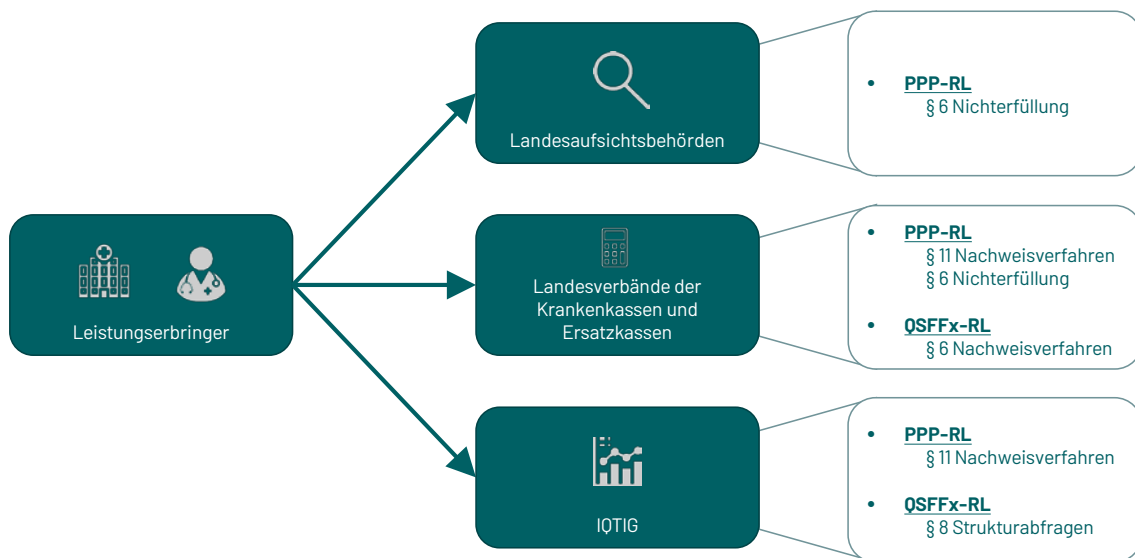 Leistungserbringer
Landesaufsichtsbehörden
• PPP-RL
§ 6 Nichterfüllung
Landesverbände der
Krankenkassen und
Ersatzkassen
• PPP-RL
§ 11 Nachweisverfahren
§ 6 Nichterfüllung
• QSFFx-RL
§ 6 Nachweisverfahren
IQTIG
• PPP-RL
§ 11 Nachweisverfahren
• QSFFx-RL
§ 8 Strukturabfragen